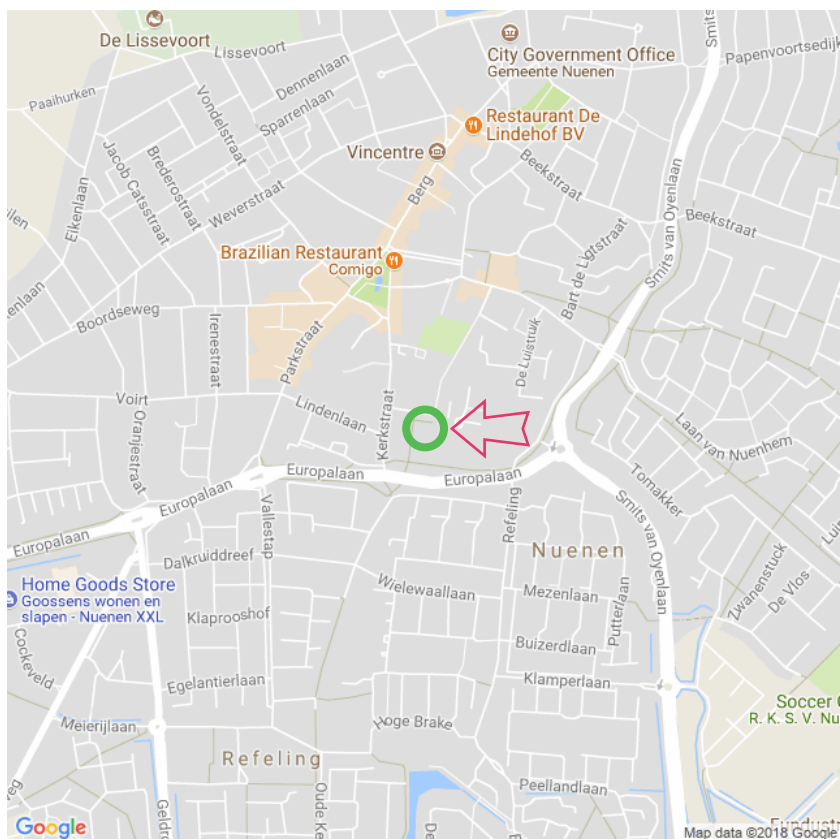 De Lissevoort
Lissevoort
City Government Office
Gemeente Nuenen
Smits
Papenvoortsedijk
Paaihurken
Dennenlaan
Vondelstraat
Sparrenlaan
Restaurant De
Lindehof BV
Brederostraat
Jacob Catsstraat
Vincentre
Beekstraat
Berg
Weverstraat
Eikenlaan
Smits van Oyenlaan
Beekstraat
Brazilian Restaurant
Comigo
Bart de Ligtstraat
Boordseweg
Irenestraat
Parkstraat
De Luistruik
Voirt
Oranjestraat
Lindenlaan
Kerkstraat
Laan van Nuenhem
Europalaan
Europalaan
Europalaan
Europalaan
Vallestap
Refeling
Tomakker
Smits van Oyenlaan
Nuenen
Dalkruiddreef
Home Goods Store
Goossens wonen en
slapen - Nuenen XXL
Wielewaallaan
Mezenlaan
Putterlaan
Zwanenstuck
De Vlos
Klaprooshof
Cockeveld
Buizerdlaan
Egelantierlaan
Klamperlaan
Meierijlaan
Hoge Brake
Soccer
R. K. S. V. Nu
Refeling
Peellandlaan
Google
Map data ©2018 Google